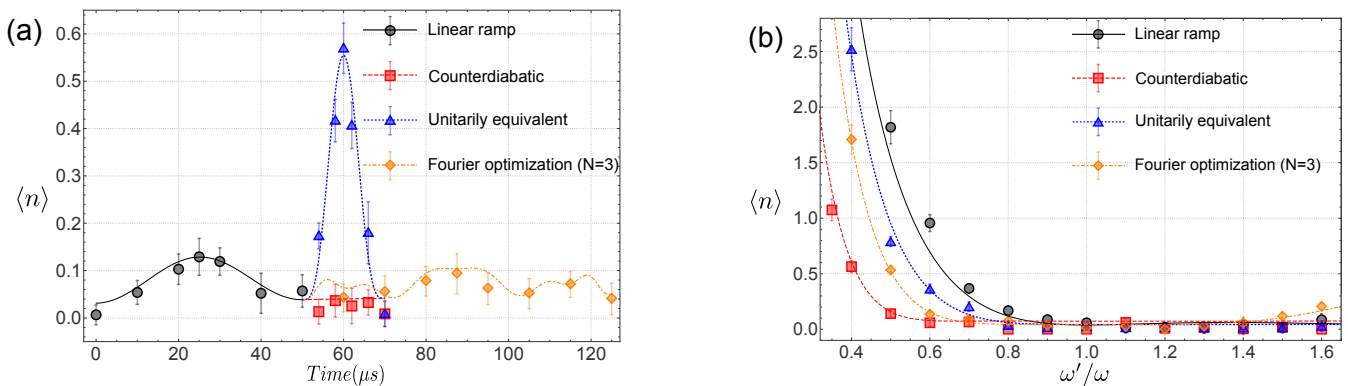 (a)
0.6
0.5
0.4
0.3
0.2
0.1
0.0
⟨n⟩
Linear ramp
Counterdiabatic
Unitarily equivalent
Fourier optimization (N=3)
0
20
40
60
80
100
120
Time(μs)
(b)
2.5
2.0
1.5
1.0
0.5
0.0
⟨n⟩
Linear ramp
Counterdiabatic
Unitarily equivalent
Fourier optimization (N=3)
0.4
0.6
0.8
1.0
1.2
1.4
1.6
ω′/ω